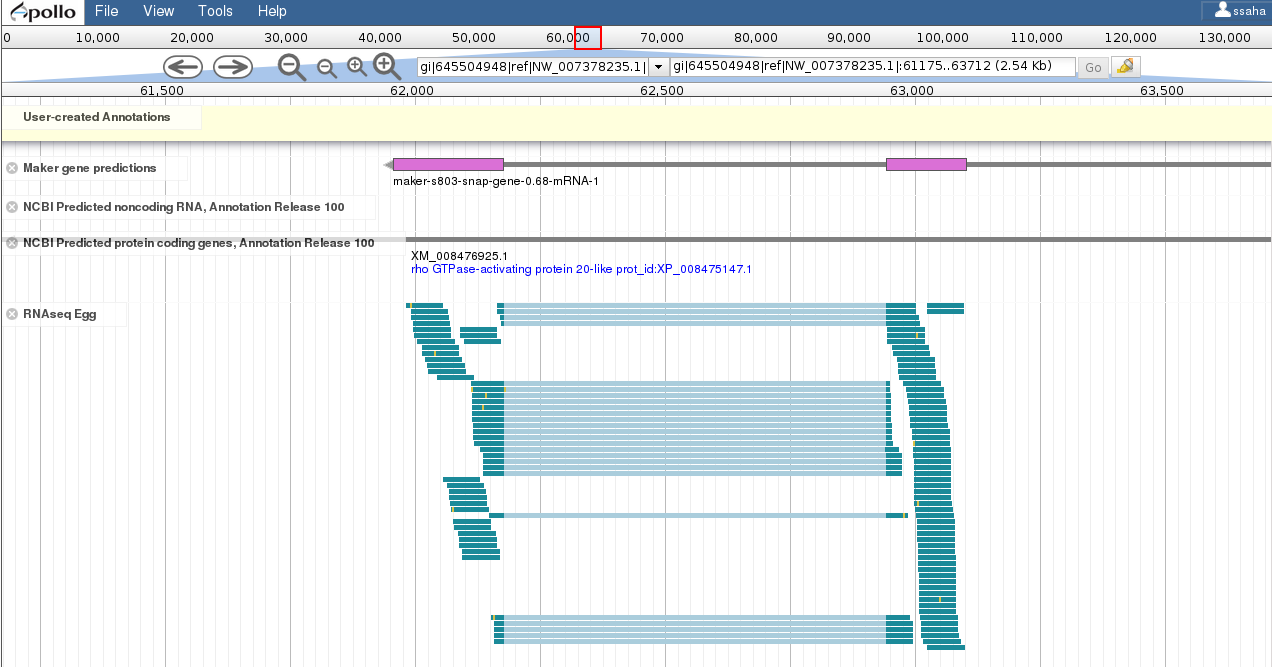 Apollo File View Tools Help ssaha
0 10,000 20,000 30,000 40,000 50,000 60,000 70,000 80,000 90,000 100,000 110,000 120,000 130,000
gi|645504948|ref|NW_007378235.1| gi|645504948|ref|NW_007378235.1|:61175..63712 (2.54 Kb) Go
61,500 62,000 62,500 63,000 63,500
User-created Annotations
Maker gene predictions
maker-s803-snap-gene-0.68-mRNA-1
NCBI Predicted noncoding RNA, Annotation Release 100
NCBI Predicted protein coding genes, Annotation Release 100
XM_008476925.1
rho GTPase-activating protein 20-like prot_id:XP_008475147.1
RNAseq Egg